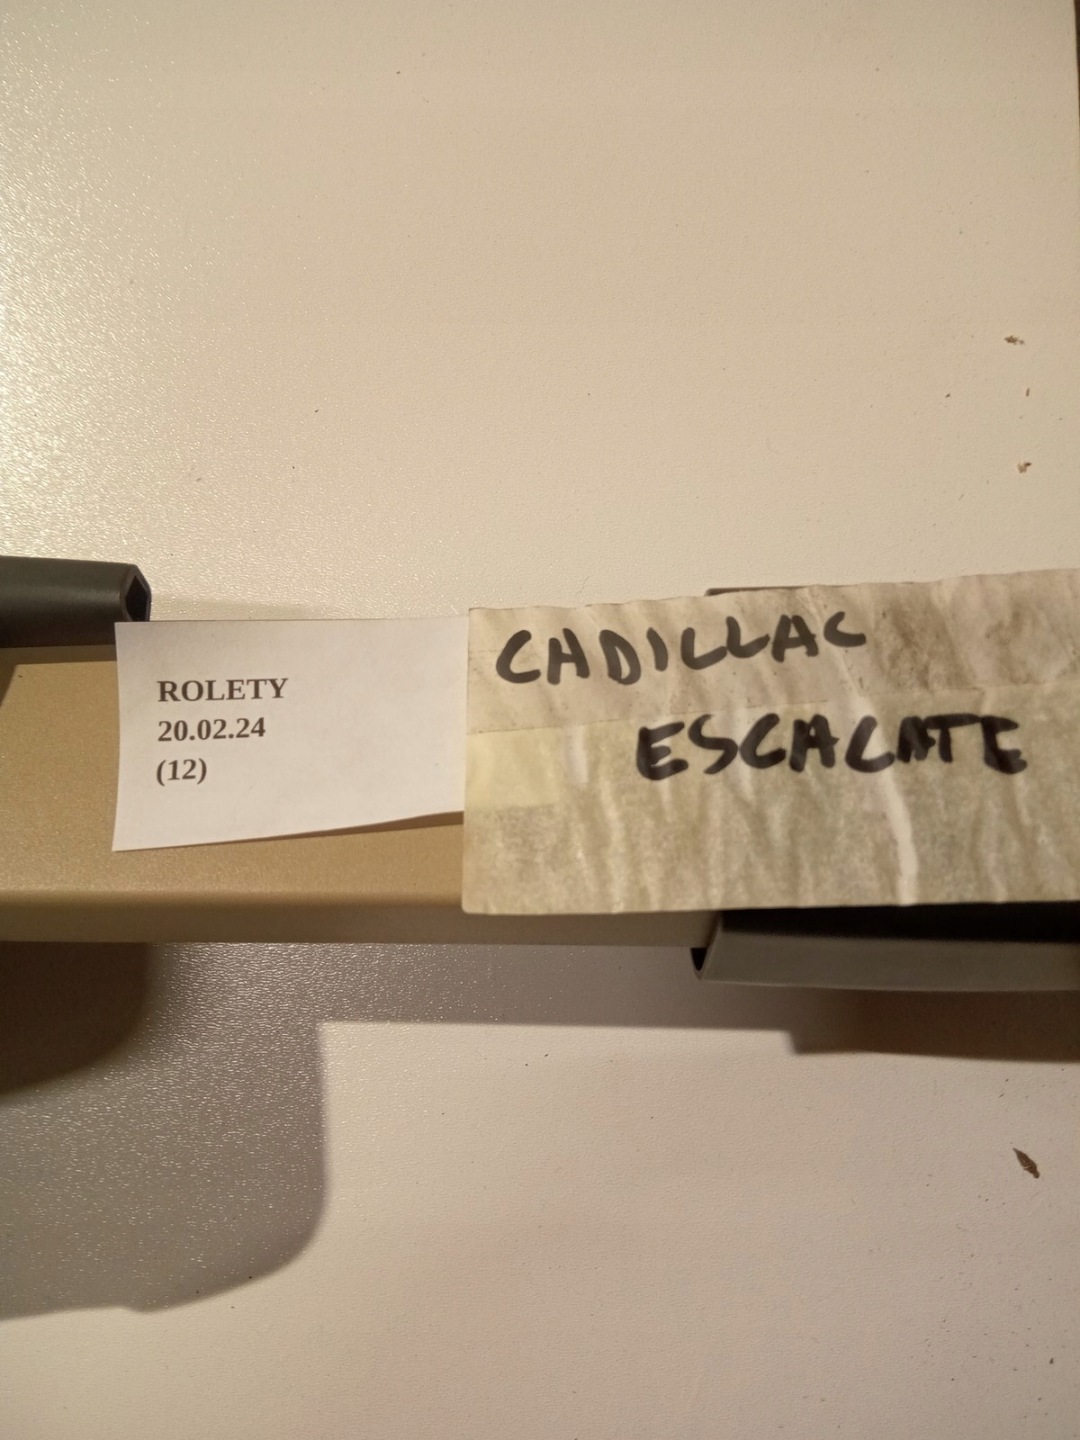 ROLETY
20.02.24
(12)
CADILLAC
ESCALATE